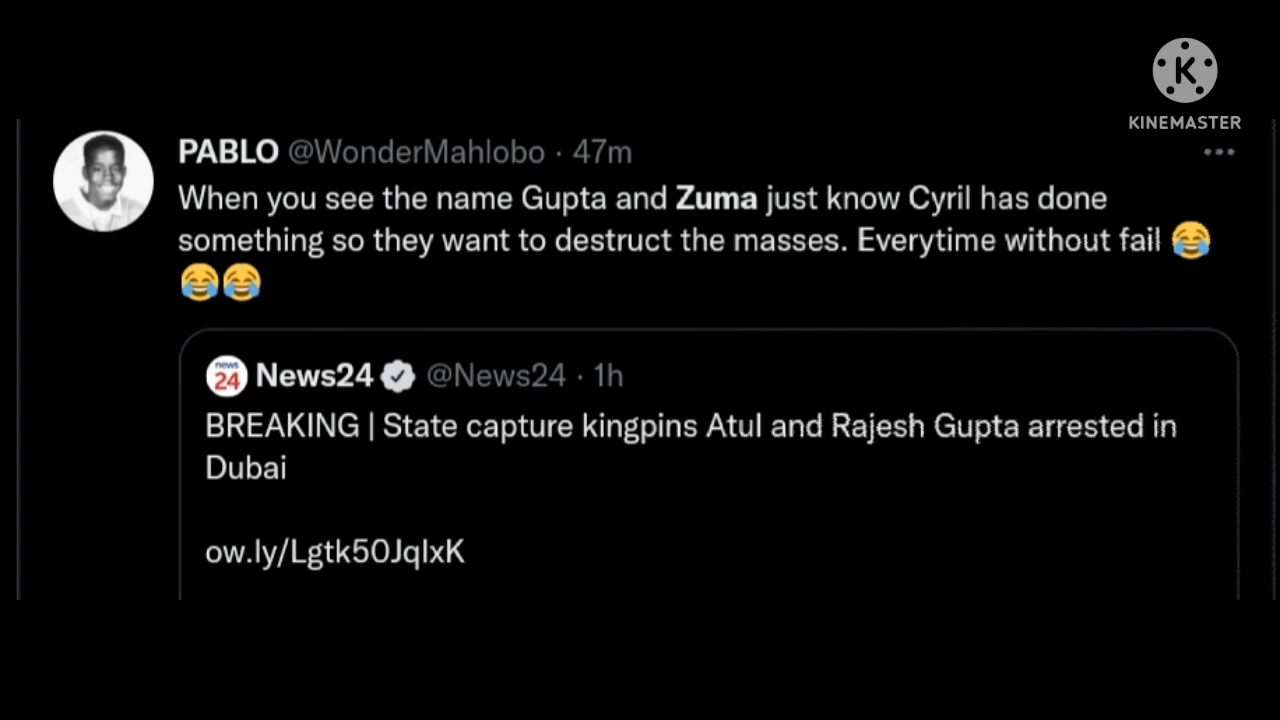 KINEMASTER
PABLO @WonderMahlobo · 47m
When you see the name Gupta and Zuma just know Cyril has done
something so they want to destruct the masses. Everytime without fail 😂
😂😂
news
24
News24 @News24 · 1h
BREAKING | State capture kingpins Atul and Rajesh Gupta arrested in
Dubai
ow.ly/Lgtk50JqlxK